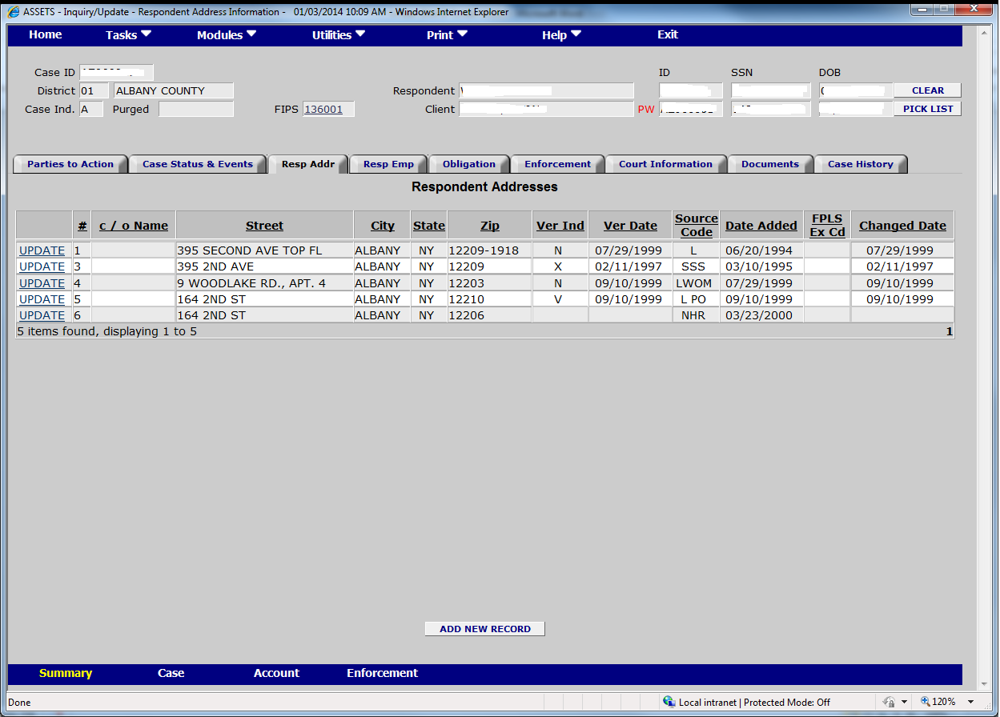 ASSETS - Inquiry/Update - Respondent Address Information - 01/03/2014 10:09 AM - Windows Internet Explorer
Home Tasks Modules Utilities Print Help Exit
Case ID ID SSN DOB
District 01 ALBANY COUNTY Respondent CLEAR
Case Ind. A Purged FIPS 136001 Client PW PICK LIST
Parties to Action Case Status & Events Resp Addr Resp Emp Obligation Enforcement Court Information Documents Case History
Respondent Addresses
# c / o Name Street City State Zip Ver Ind Ver Date Source Code Date Added FPLS Ex Cd Changed Date
UPDATE 1 395 SECOND AVE TOP FL ALBANY NY 12209-1918 N 07/29/1999 L 06/20/1994 07/29/1999
UPDATE 3 395 2ND AVE ALBANY NY 12209 X 02/11/1997 SSS 03/10/1995 02/11/1997
UPDATE 4 9 WOODLAKE RD., APT. 4 ALBANY NY 12203 N 09/10/1999 LWOM 07/29/1999 09/10/1999
UPDATE 5 164 2ND ST ALBANY NY 12210 V 09/10/1999 L PO 09/10/1999 09/10/1999
UPDATE 6 164 2ND ST ALBANY NY 12206 NHR 03/23/2000
5 items found, displaying 1 to 5 1
ADD NEW RECORD
Summary Case Account Enforcement
Done Local intranet | Protected Mode: Off 120%